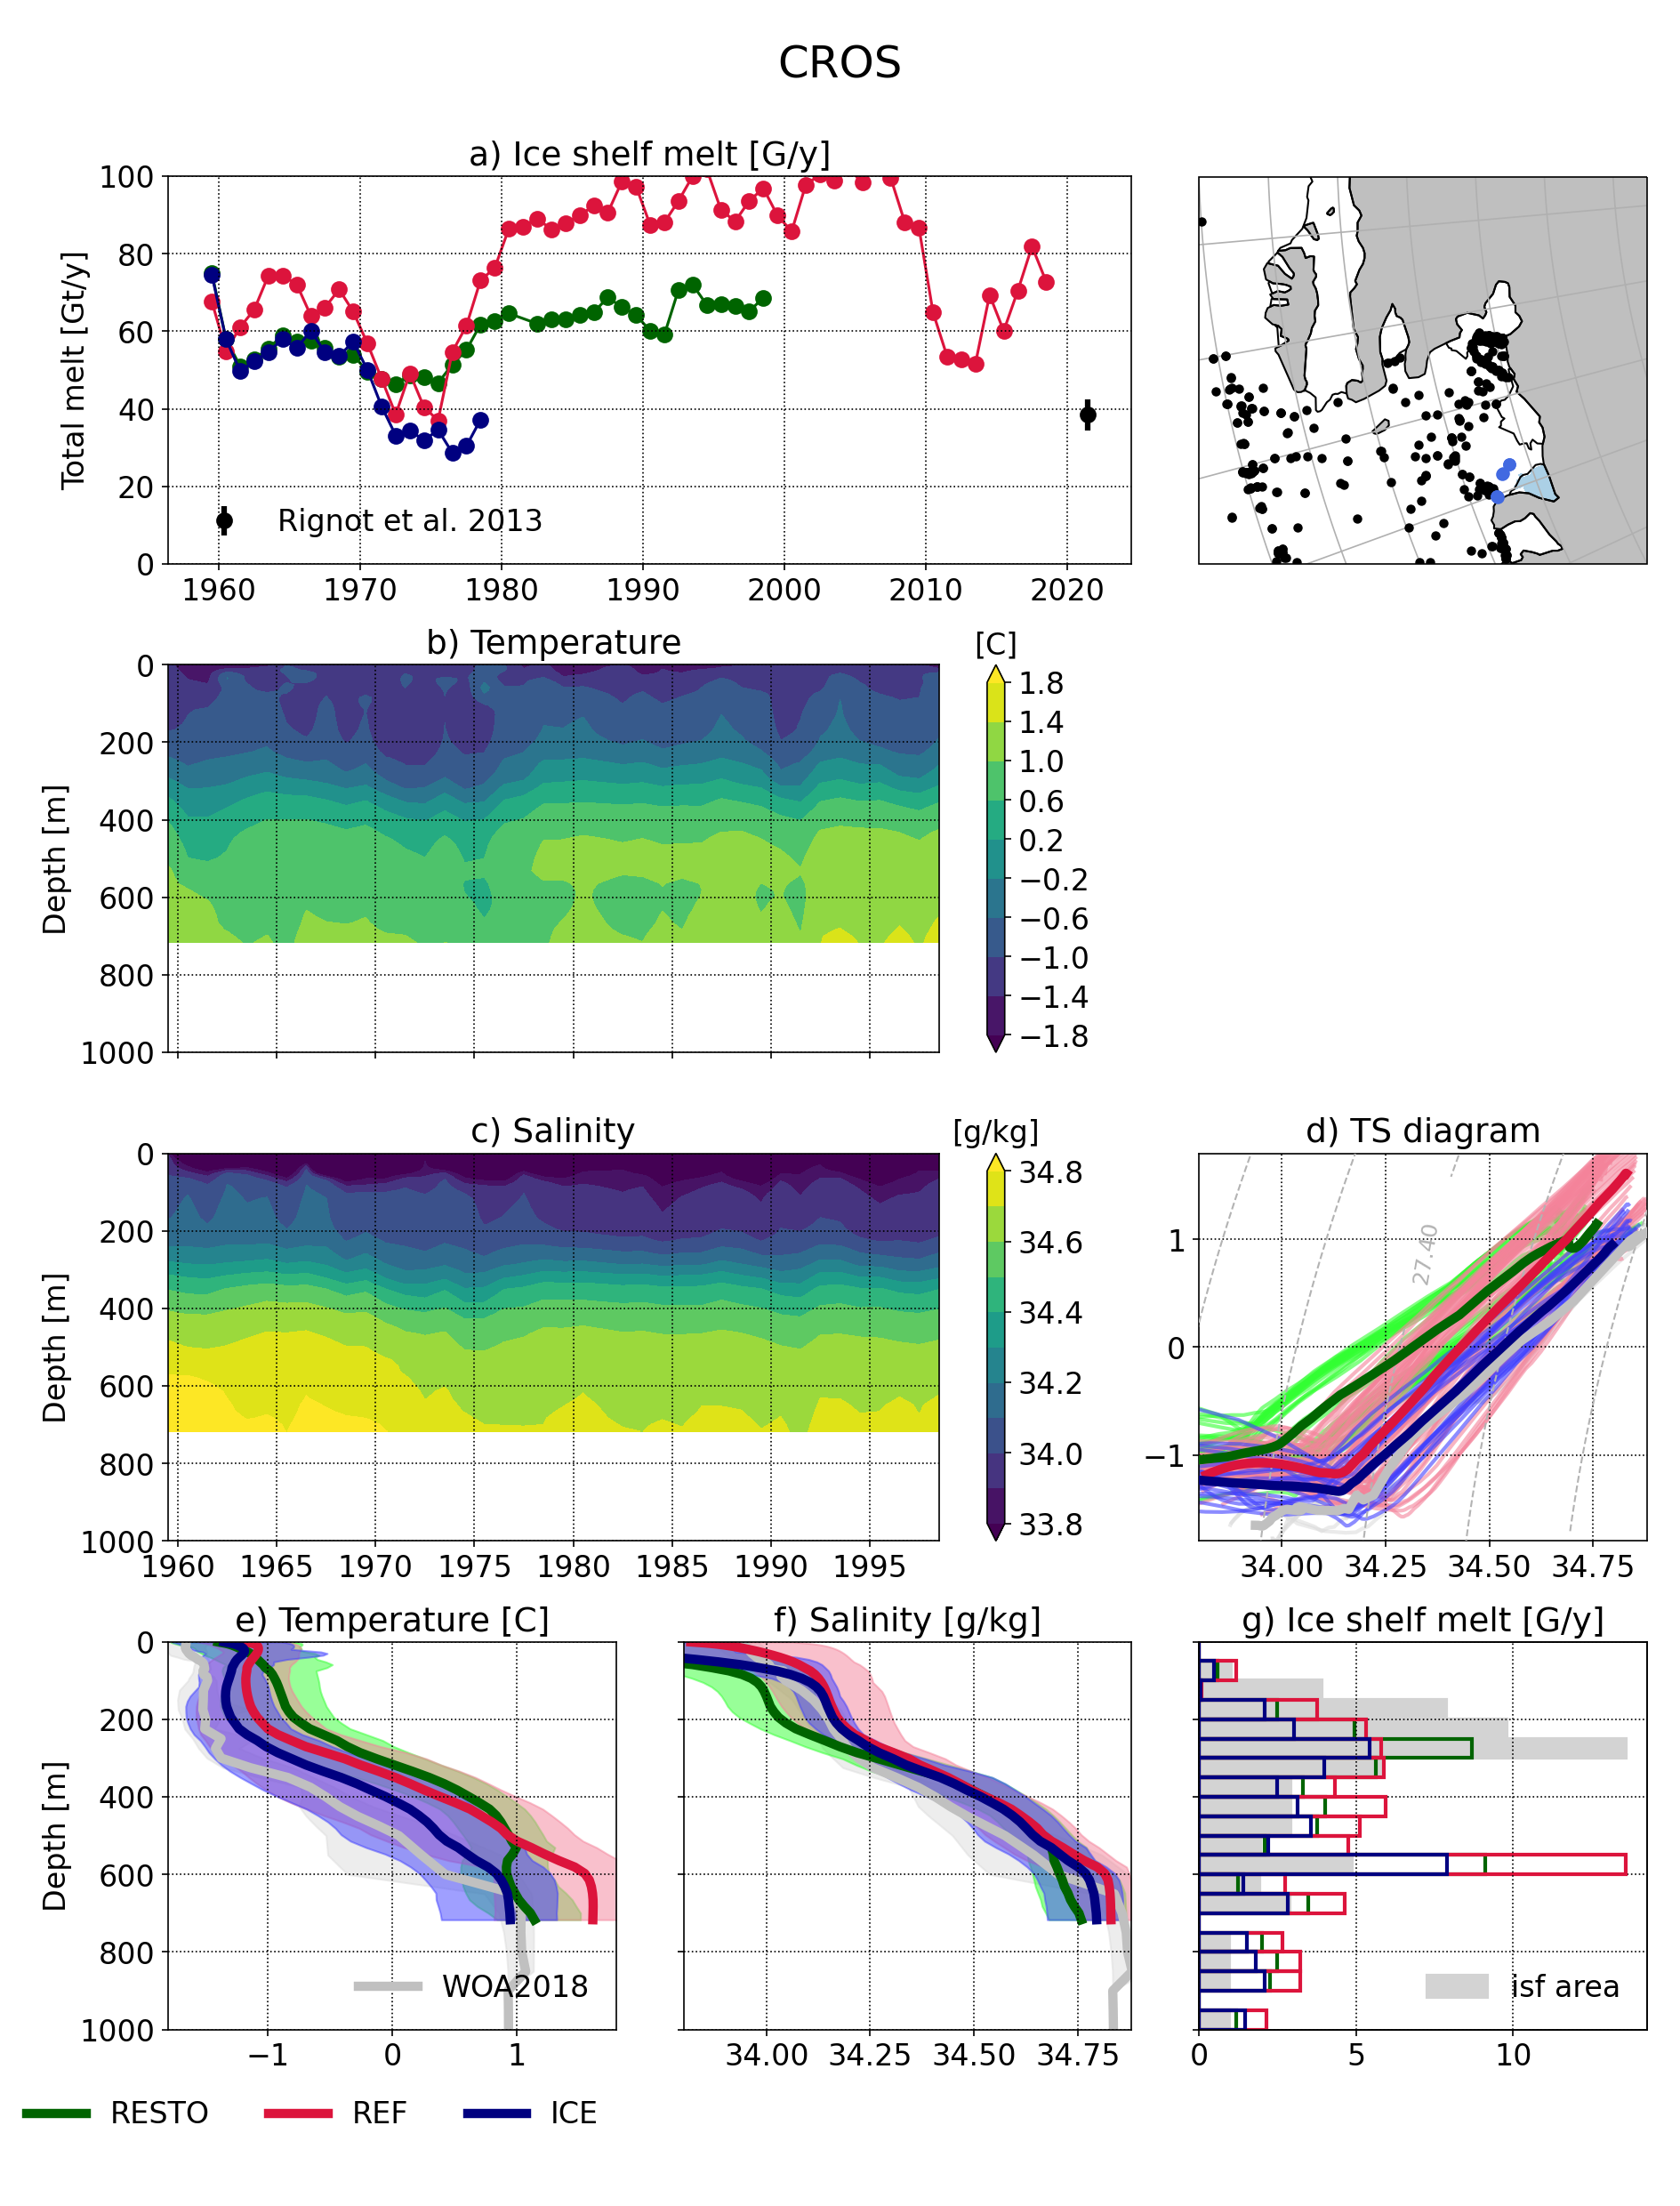 CROS
a) Ice shelf melt [G/y]
Total melt [Gt/y]
100
80
60
40
20
0
Rignot et al. 2013
1960 1970 1980 1990 2000 2010 2020
b) Temperature
[C]
Depth [m]
0
200
400
600
800
1000
1.8
1.4
1.0
0.6
0.2
−0.2
−0.6
−1.0
−1.4
−1.8
c) Salinity
[g/kg]
Depth [m]
0
200
400
600
800
1000
1960 1965 1970 1975 1980 1985 1990 1995
34.8
34.6
34.4
34.2
34.0
33.8
d) TS diagram
27.40
1
0
−1
34.00 34.25 34.50 34.75
e) Temperature [C]
Depth [m]
0
200
400
600
800
1000
WOA2018
−1 0 1
f) Salinity [g/kg]
34.00 34.25 34.50 34.75
g) Ice shelf melt [G/y]
isf area
0 5 10
RESTO REF ICE